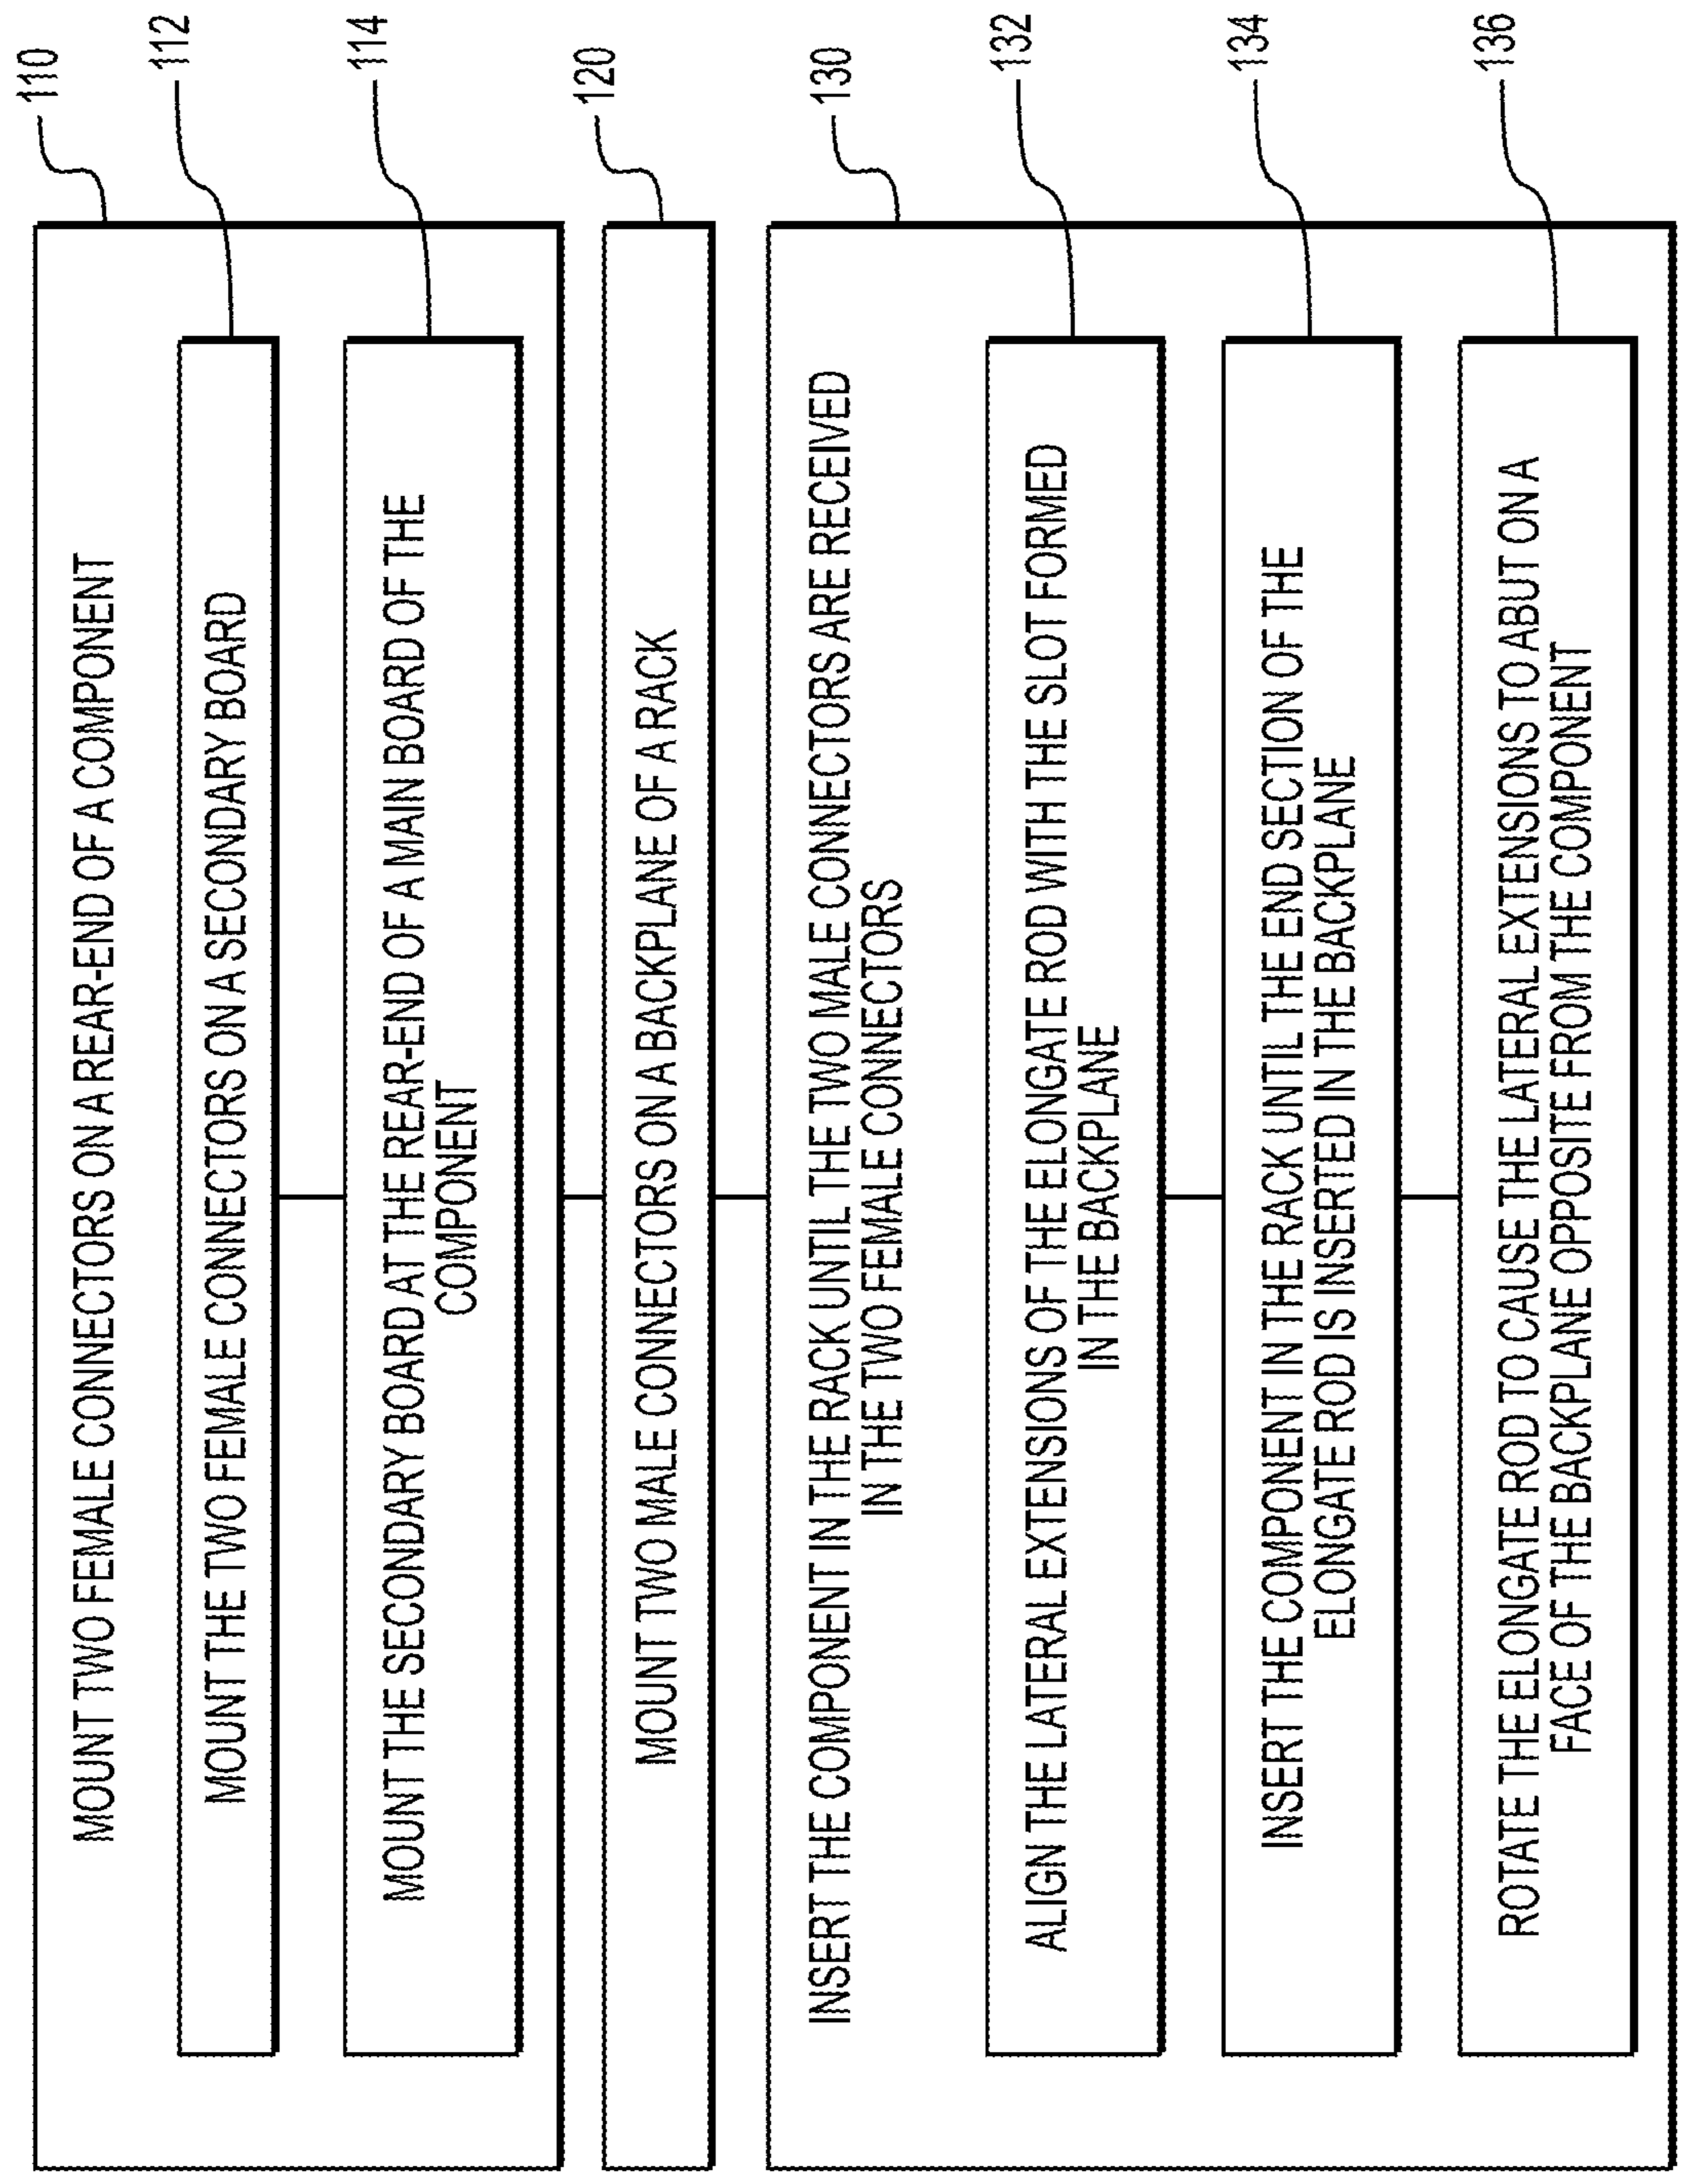 110
MOUNT TWO FEMALE CONNECTORS ON A REAR-END OF A COMPONENT
112
MOUNT THE TWO FEMALE CONNECTORS ON A SECONDARY BOARD
114
MOUNT THE SECONDARY BOARD AT THE REAR-END OF A MAIN BOARD OF THE
COMPONENT
120
MOUNT TWO MALE CONNECTORS ON A BACKPLANE OF A RACK
130
INSERT THE COMPONENT IN THE RACK UNTIL THE TWO MALE CONNECTORS ARE RECEIVED
IN THE TWO FEMALE CONNECTORS
132
ALIGN THE LATERAL EXTENSIONS OF THE ELONGATE ROD WITH THE SLOT FORMED
IN THE BACKPLANE
134
INSERT THE COMPONENT IN THE RACK UNTIL THE END SECTION OF THE
ELONGATE ROD IS INSERTED IN THE BACKPLANE
136
ROTATE THE ELONGATE ROD TO CAUSE THE LATERAL EXTENSIONS TO ABUT ON A
FACE OF THE BACKPLANE OPPOSITE FROM THE COMPONENT